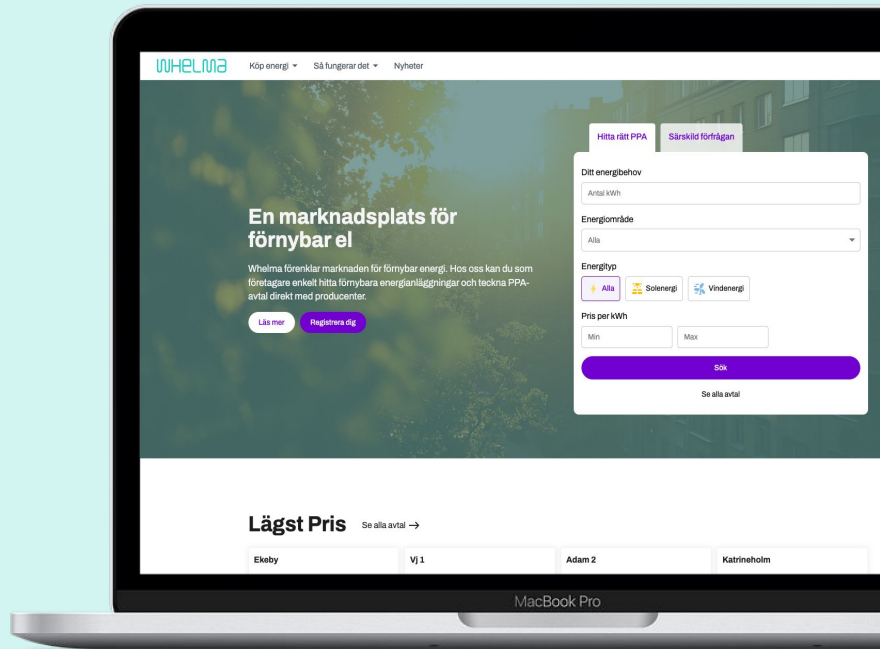 WHELMA
Köp energi
Så fungerar det
Nyheter
En marknadsplats för
förnybar el
Whelma förenklar marknaden för förnybar energi. Hos oss kan du som
företagare enkelt hitta förnybara energianläggningar och teckna PPA-
avtal direkt med producenter.
Läs mer
Registrera dig
Hitta rätt PPA
Särskild förfrågan
Ditt energibehov
Antal kWh
Energiområde
Alla
Energityp
Alla
Solenergi
Vindenergi
Pris per kWh
Min
Max
Sök
Se alla avtal
Lägst Pris
Se alla avtal →
Ekeby
Vj 1
Adam 2
Katrineholm
MacBook Pro